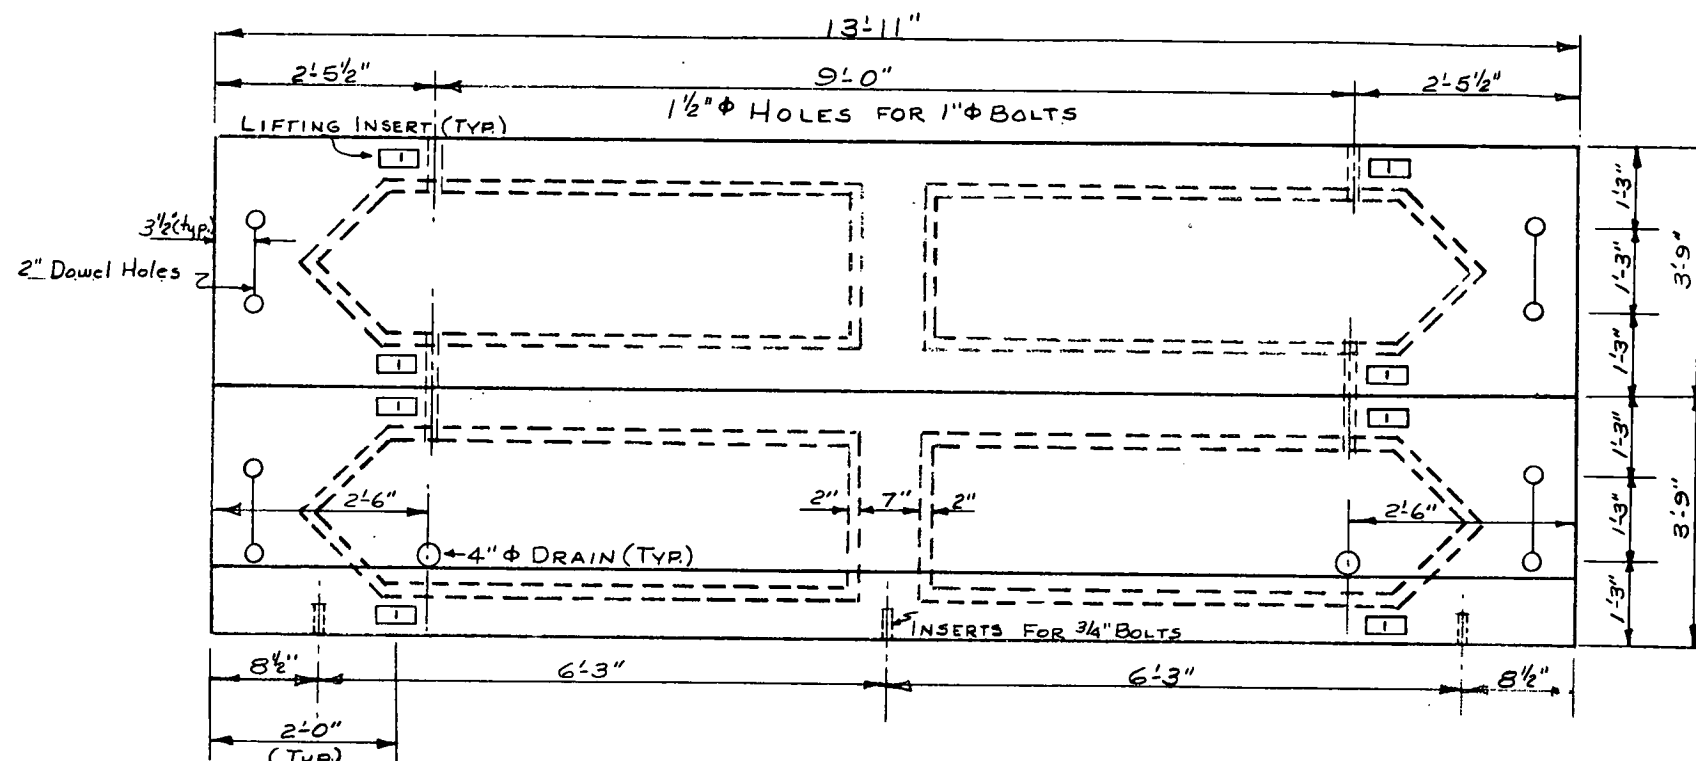 13'-11"
2'-5½" 9'-0" 2'-5½"
1½"Φ HOLES FOR 1"Φ BOLTS
LIFTING INSERT (TYP.)
3½"(typ.)
2" Dowel Holes
1'-3"
1'-3"
1'-3"
3'-9"
1'-3"
1'-3"
1'-3"
3'-9"
2'-6" 2" 7" 2" 2'-6"
4"Φ DRAIN (TYP.)
INSERTS FOR ¾" BOLTS
8½" 6'-3" 6'-3" 8½"
2'-0"
(TYP.)